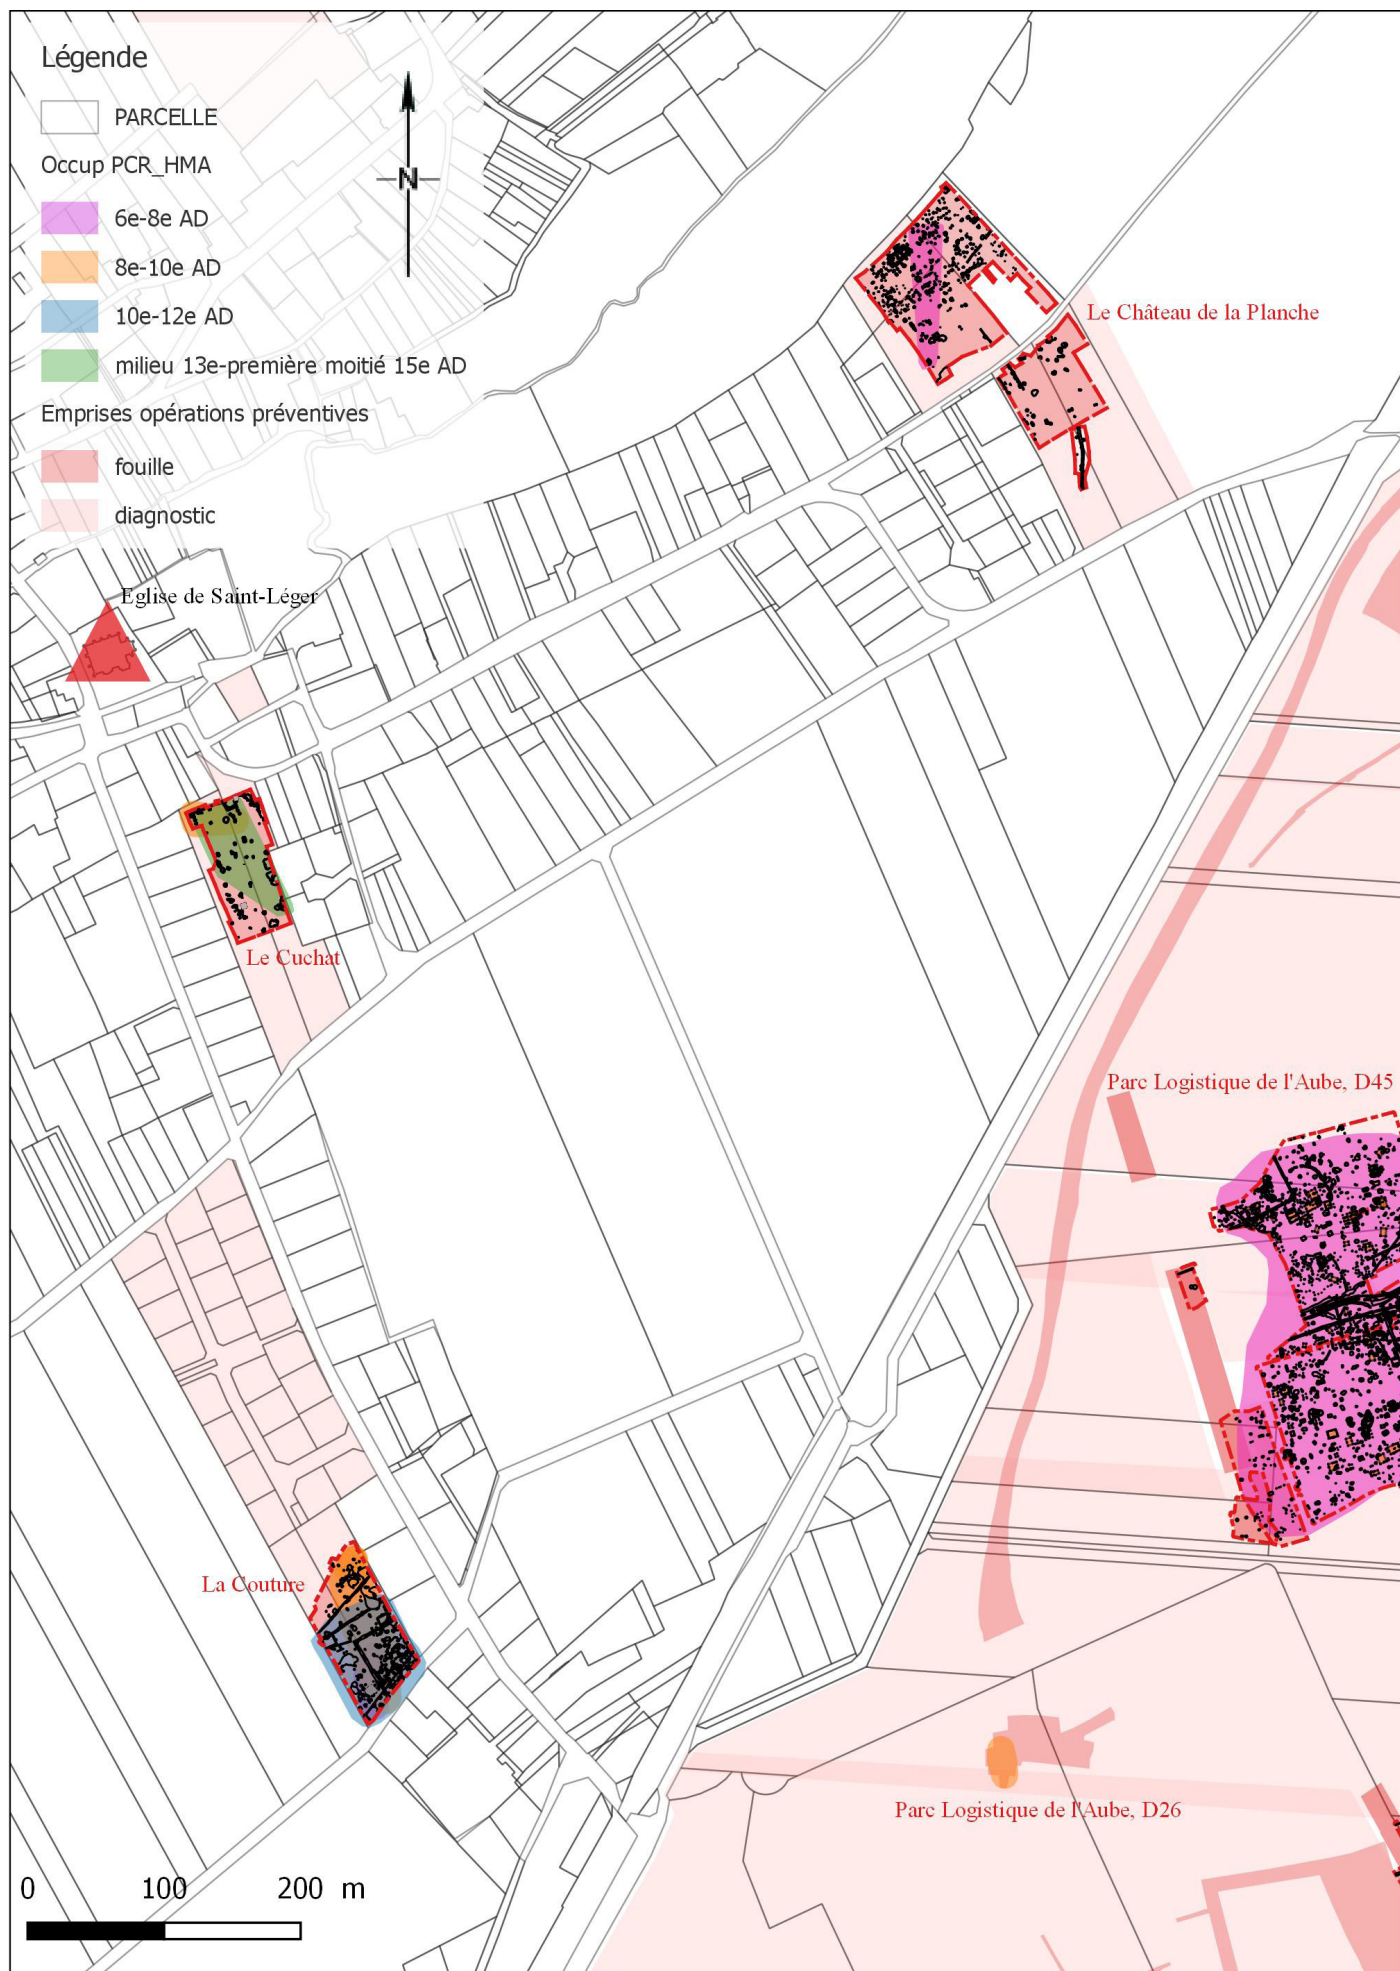 Légende
PARCELLE
Occup PCR_HMA
6e-8e AD
8e-10e AD
10e-12e AD
milieu 13e-première moitié 15e AD
Emprises opérations préventives
fouille
diagnostic
N
Le Château de la Planche
Eglise de Saint-Léger
Le Cuchat
Parc Logistique de l'Aube, D45
La Couture
Parc Logistique de l'Aube, D26
0 100 200 m